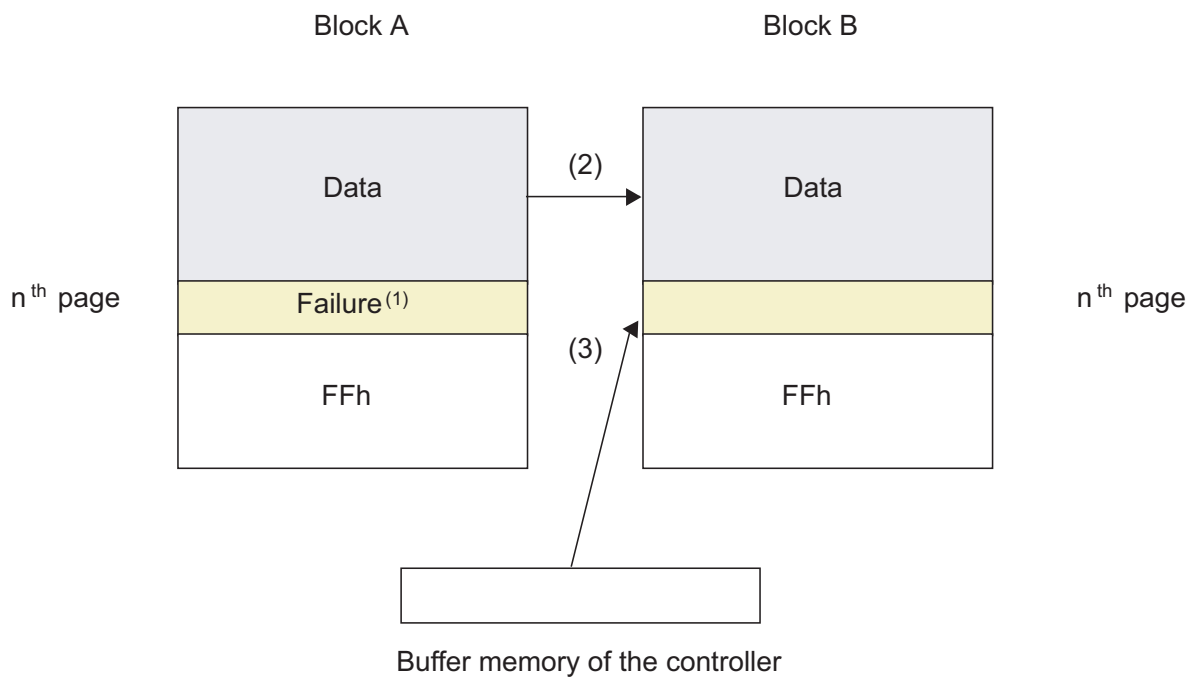 Block A
Block B
(2)
Data
Data
n th page
Failure (1)
n th page
(3)
FFh
FFh
Buffer memory of the controller